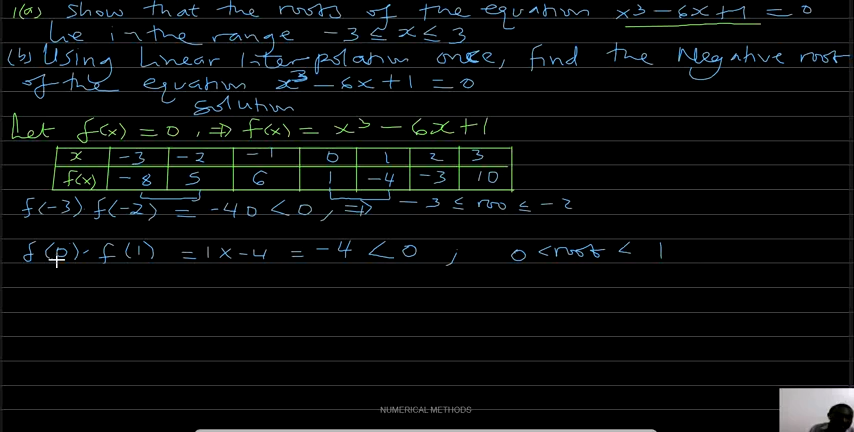 1(a) Show that the roots of the equation x³ - 6x + 1 = 0
lie in the range -3 ≤ x ≤ 3
(b) Using Linear Interpolation once, find the Negative root
of the equation x³ - 6x + 1 = 0
Solution
Let f(x) = 0, ⇒ f(x) = x³ - 6x + 1
x -3 -2 -1 0 1 2 3
f(x) -8 5 6 1 -4 -3 10
f(-3) f(-2) = -40 < 0, ⇒ -3 ≤ roo ≤ -2
f(0) · f(1) = 1 x -4 = -4 < 0 ; 0 < root < 1
NUMERICAL METHODS